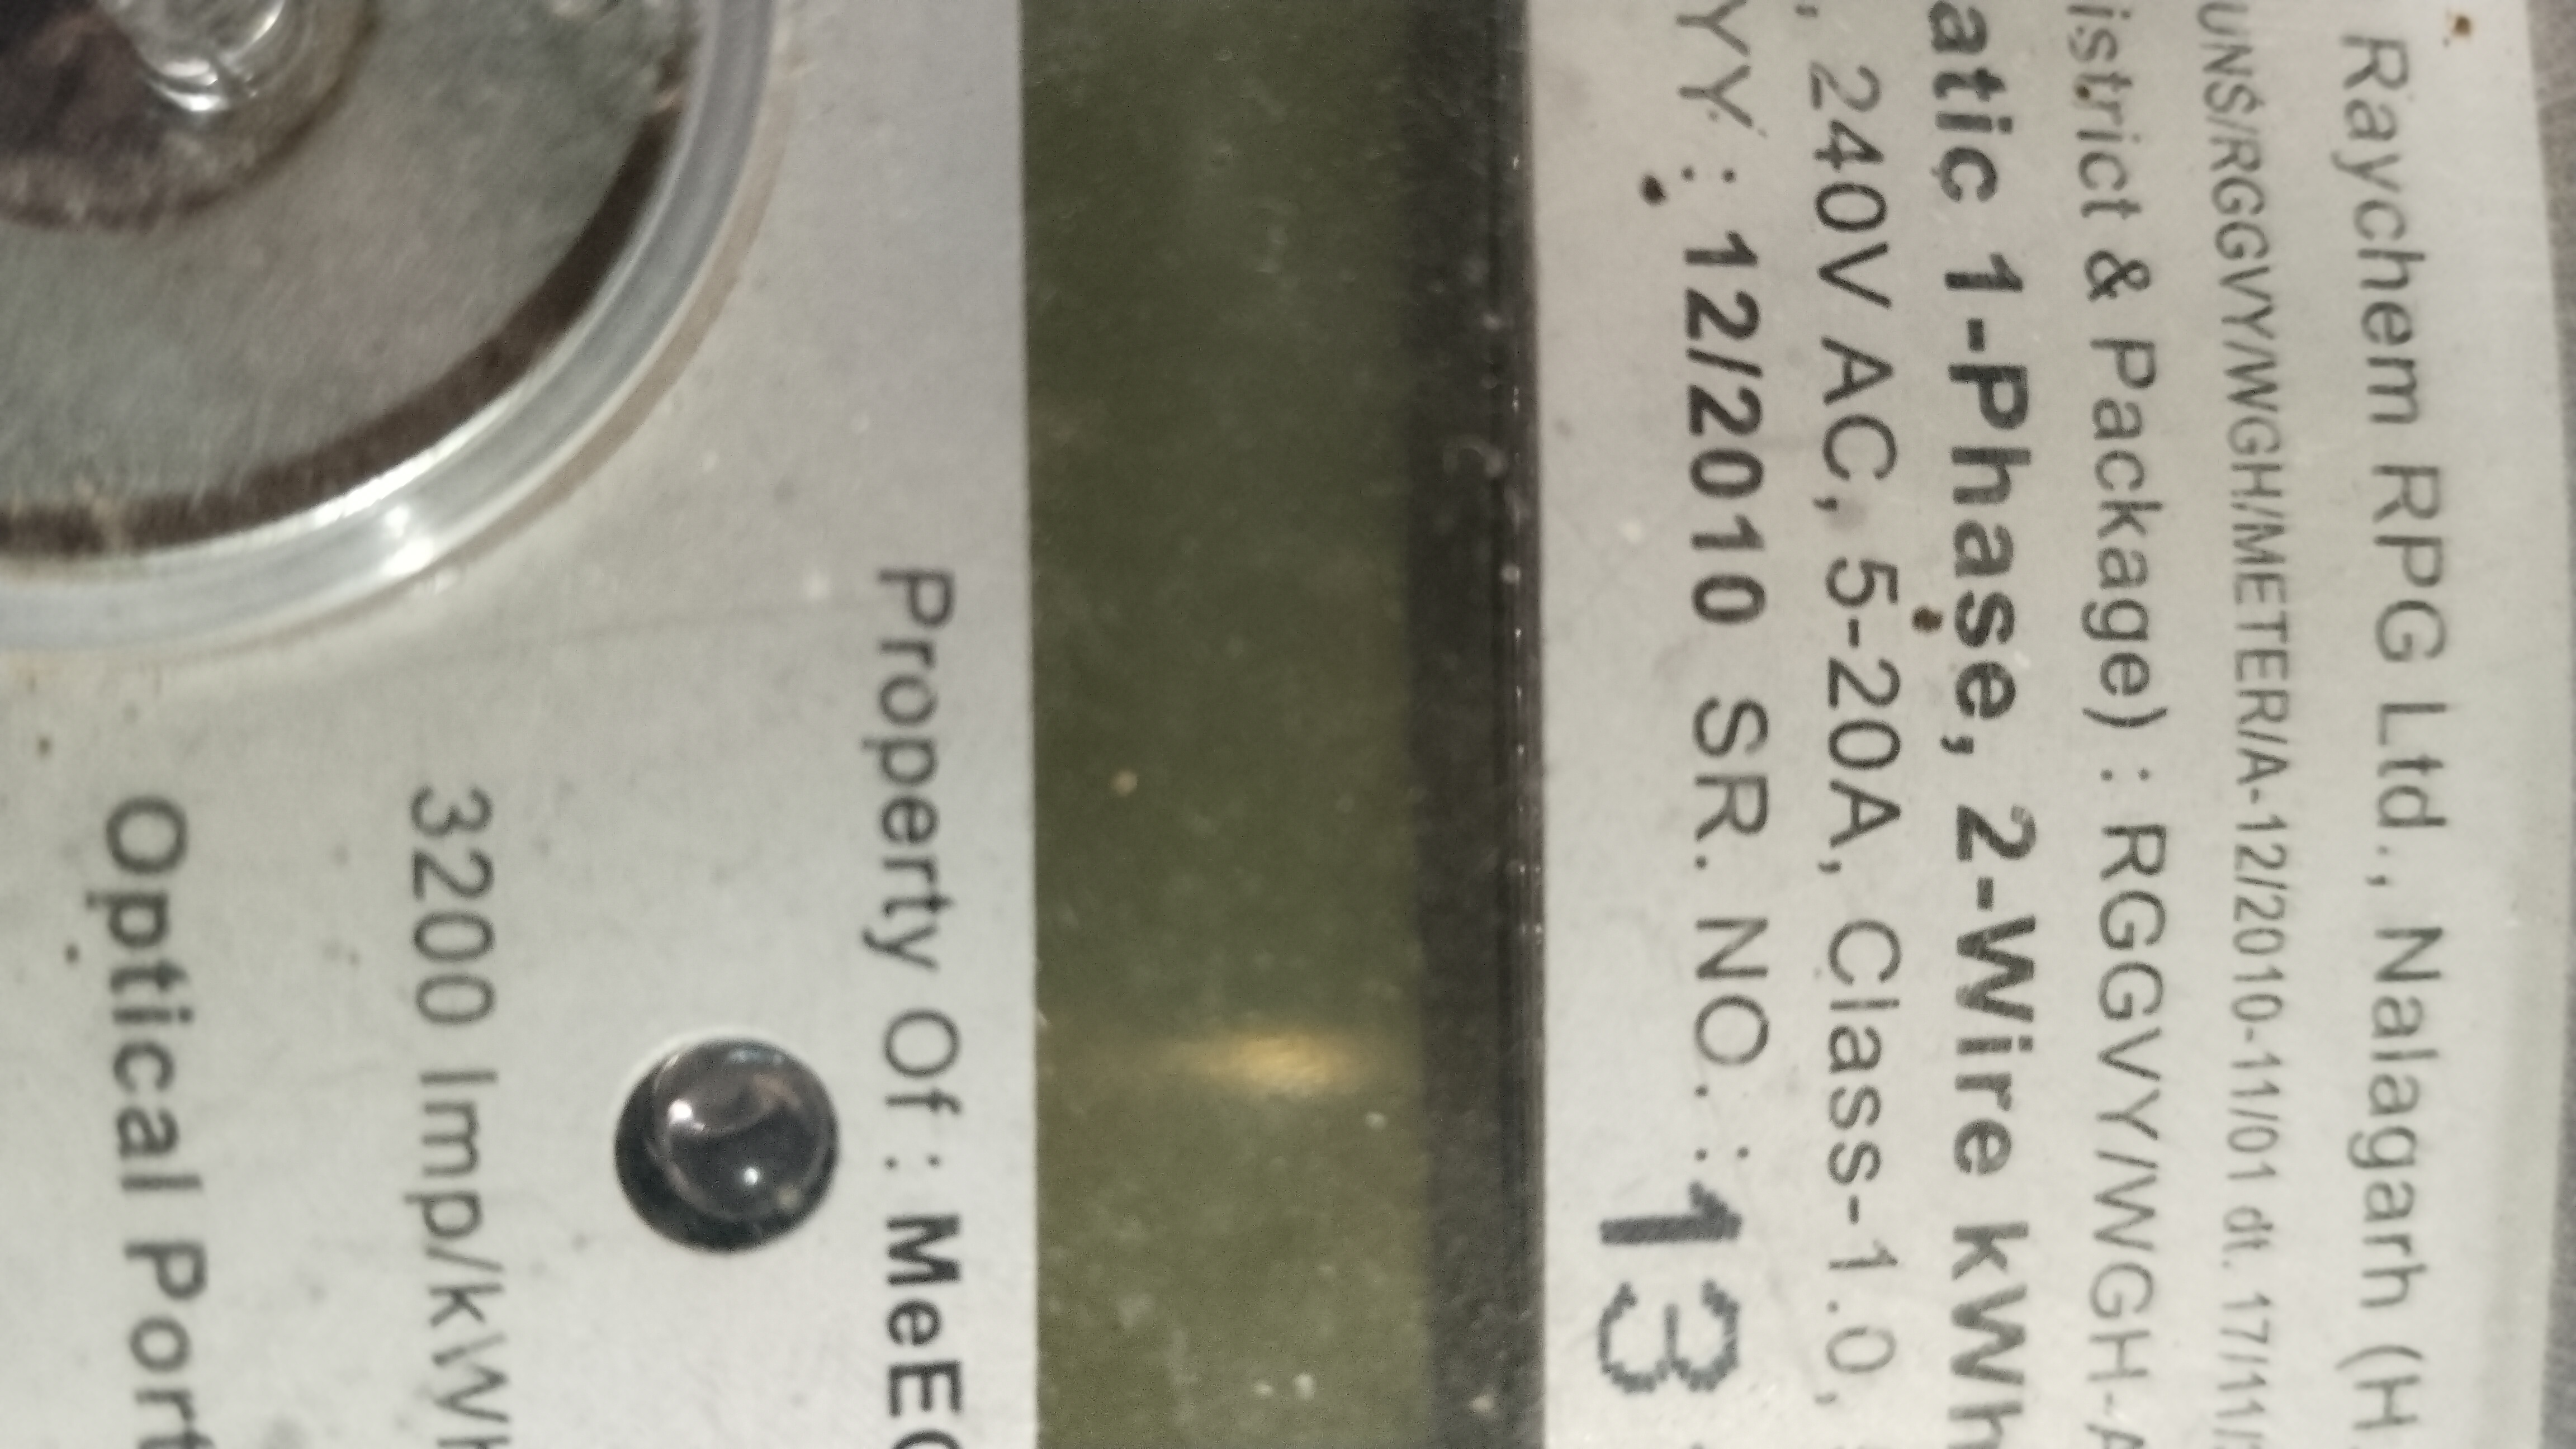 Raychem RPG Ltd., Nalagarh (H
UNS/RGGVY/WGH/METER/A-12/2010-11/01 dt. 17/11/
istrict & Package) : RGGVY/WGH-A
atic 1-Phase, 2-Wire kWh
, 240V AC, 5-20A, Class-1.0,
YY : 12/2010 SR. NO. : 13
Property Of : MeEC
3200 Imp/kWh
Optical Port